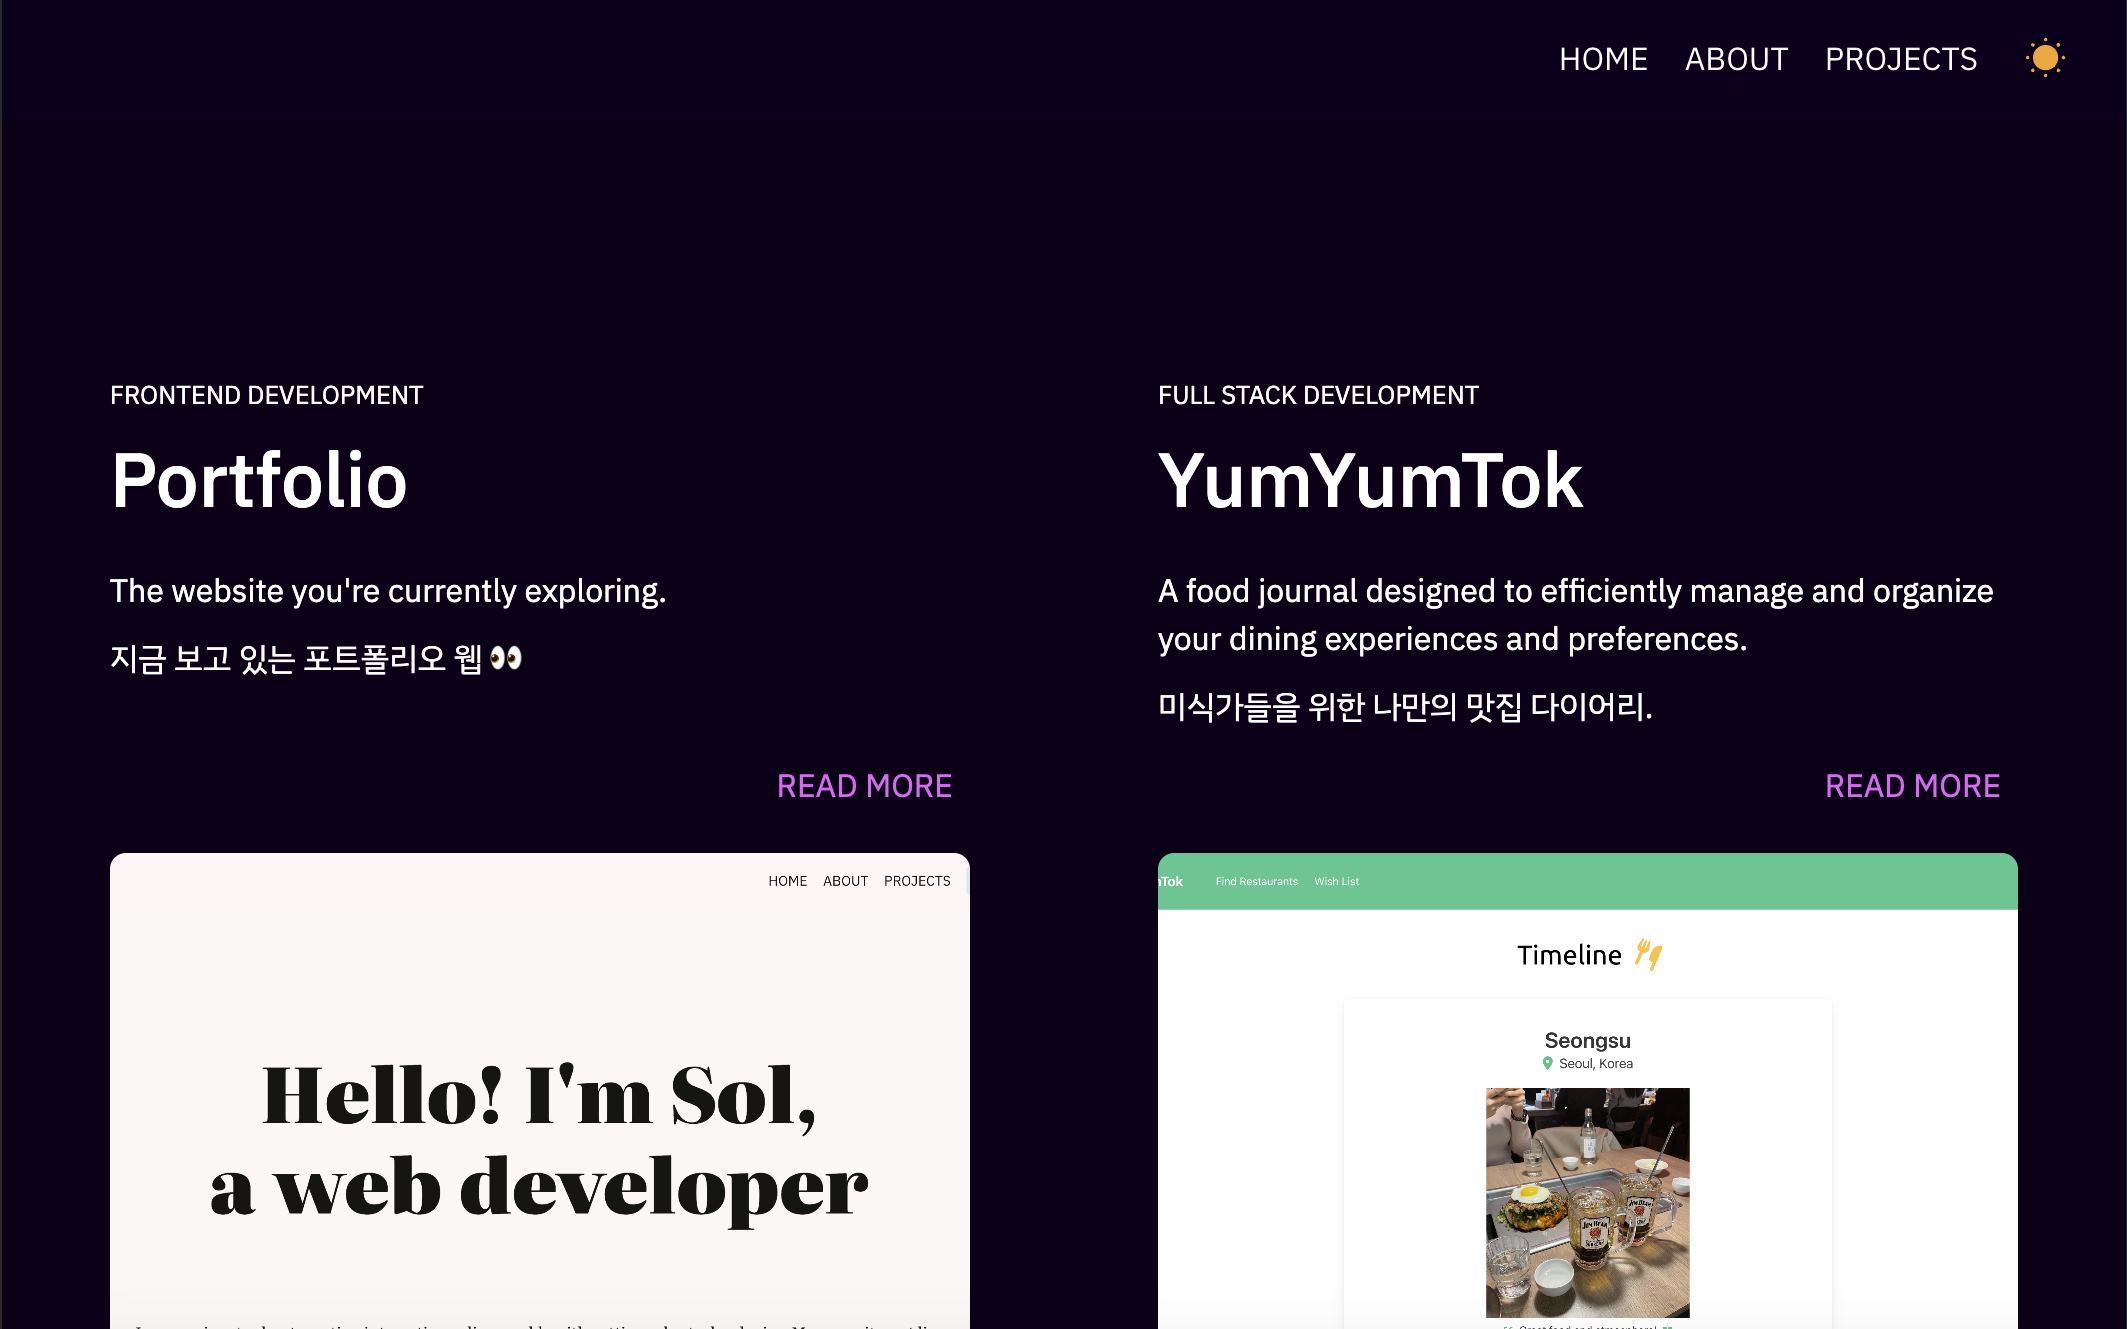 HOME ABOUT PROJECTS
FRONTEND DEVELOPMENT
Portfolio
The website you're currently exploring.
지금 보고 있는 포트폴리오 웹 👀
READ MORE
HOME ABOUT PROJECTS
Hello! I'm Sol,
a web developer
FULL STACK DEVELOPMENT
YumYumTok
A food journal designed to efficiently manage and organize
your dining experiences and preferences.
미식가들을 위한 나만의 맛집 다이어리.
READ MORE
Tok Find Restaurants Wish List
Timeline
Seongsu
Seoul, Korea
JIM BEAM
JIM BEAM